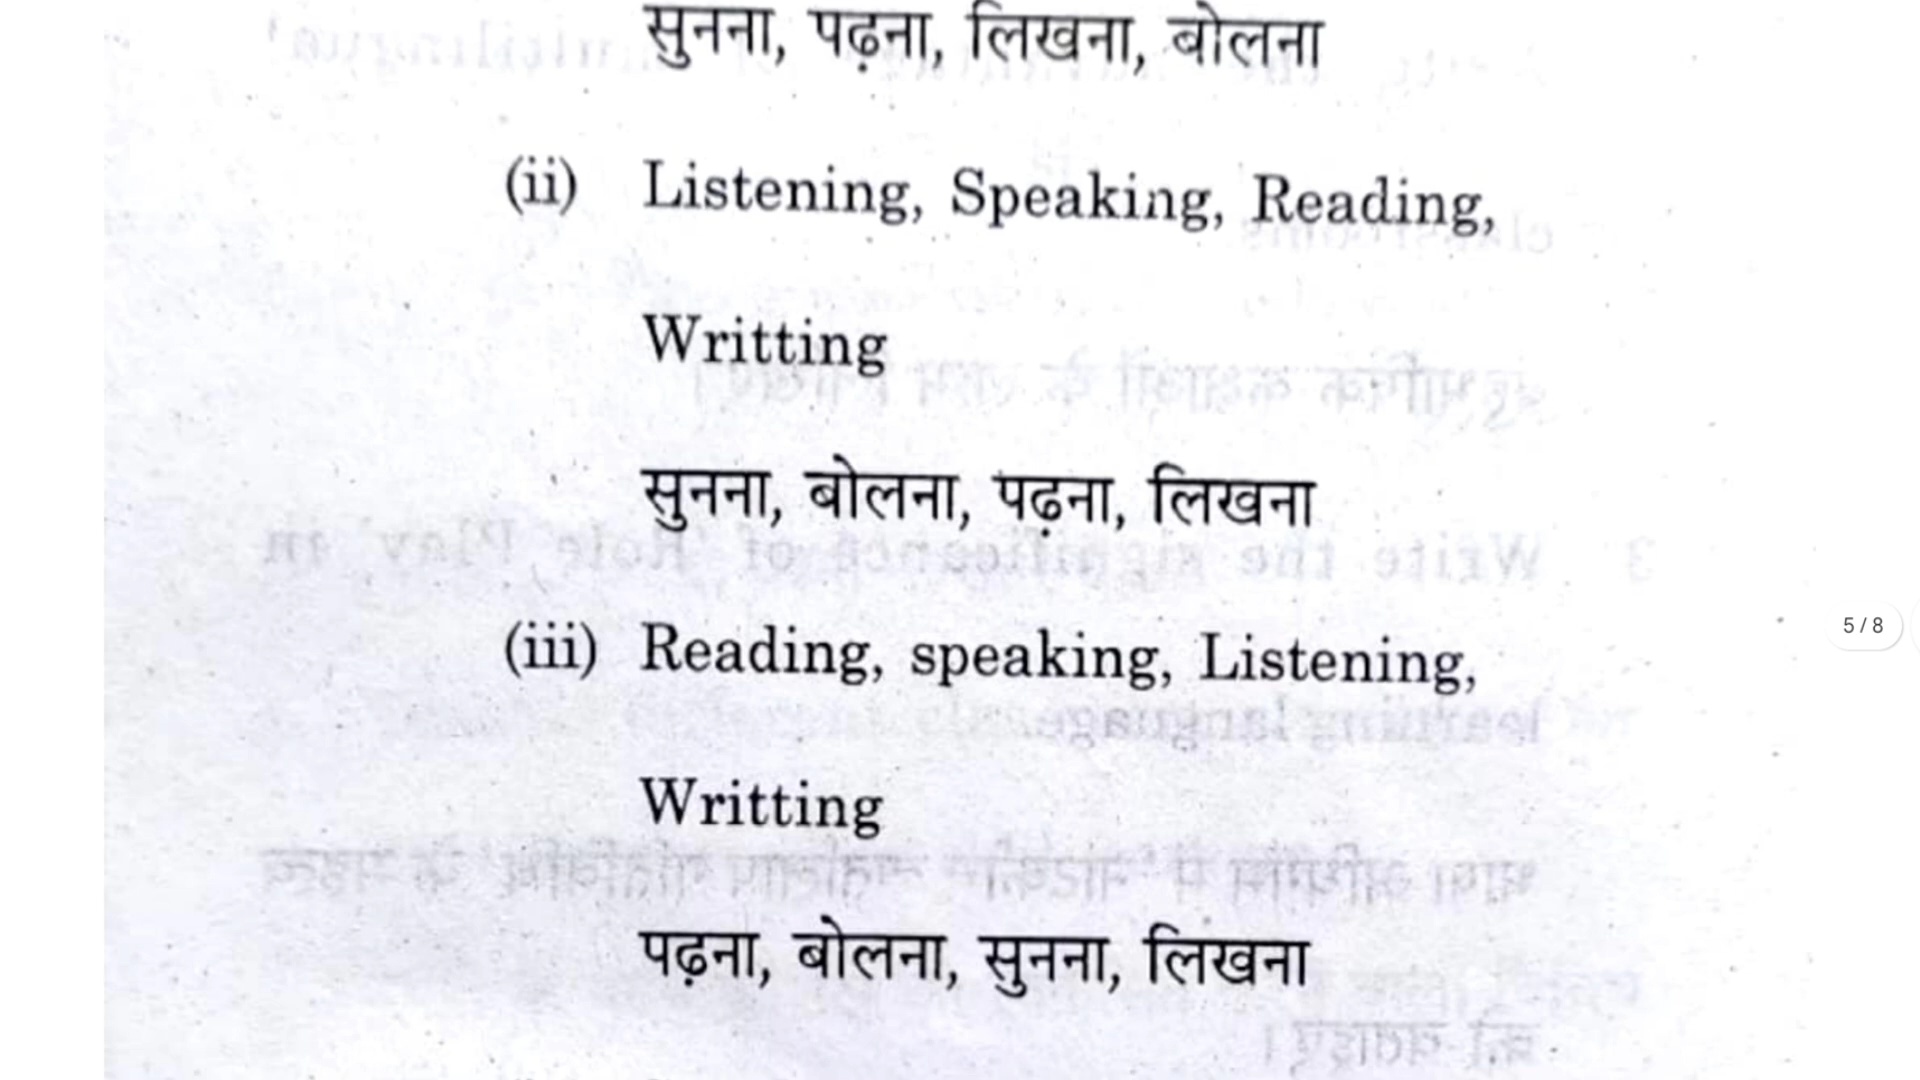 सुनना, पढ़ना, लिखना, बोलना
(ii) Listening, Speaking, Reading,
Writting
सुनना, बोलना, पढ़ना, लिखना
(iii) Reading, speaking, Listening,
5 / 8
Writting
पढ़ना, बोलना, सुनना, लिखना